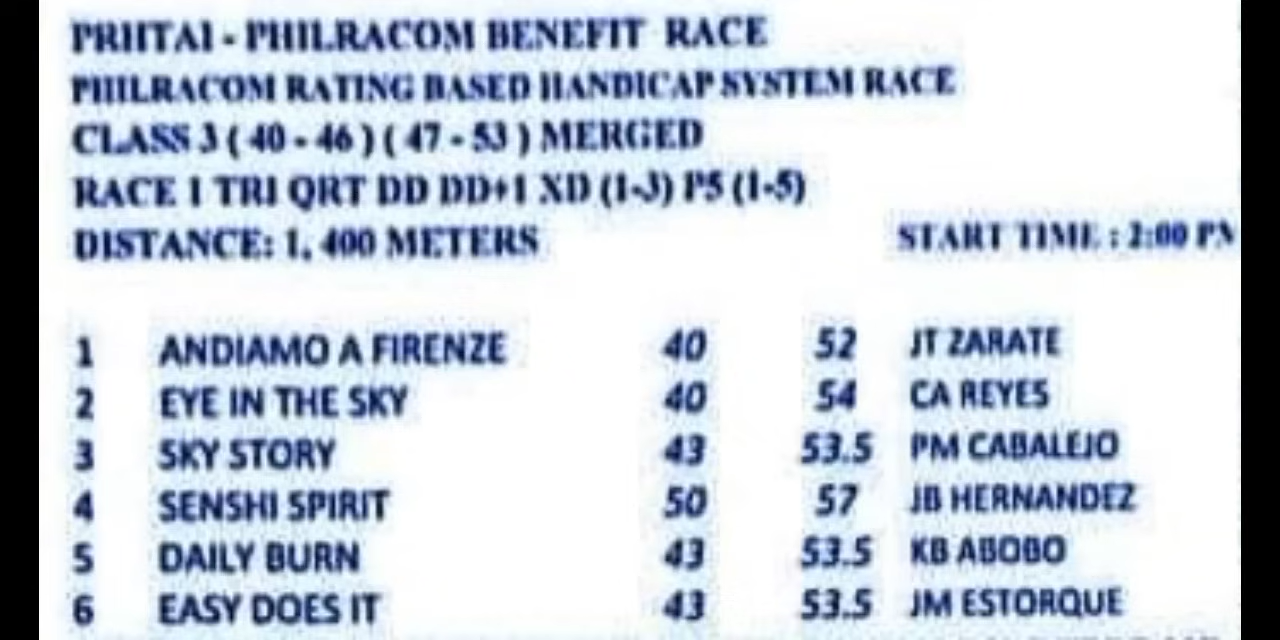 PRHTAI - PHILRACOM BENEFIT RACE
PHILRACOM RATING BASED HANDICAP SYSTEM RACE
CLASS 3 ( 40 - 46 ) ( 47 - 53 ) MERGED
RACE 1 TRI QRT DD DD+1 XD (1-3) P5 (1-5)
DISTANCE: 1, 400 METERS START TIME : 2:00 PM
1 ANDIAMO A FIRENZE 40 52 JT ZARATE
2 EYE IN THE SKY 40 54 CA REYES
3 SKY STORY 43 53.5 PM CABALEJO
4 SENSHI SPIRIT 50 57 JB HERNANDEZ
5 DAILY BURN 43 53.5 KB ABOBO
6 EASY DOES IT 43 53.5 JM ESTORQUE